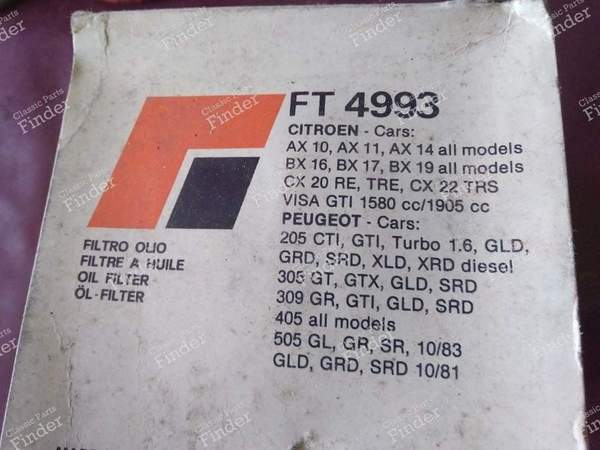 FT 4993
CITROEN - Cars:
AX 10, AX 11, AX 14 all models
BX 16, BX 17, BX 19 all models
CX 20 RE, TRE, CX 22 TRS
VISA GTI 1580 cc/1905 cc
PEUGEOT - Cars:
205 CTI, GTI, Turbo 1.6, GLD,
GRD, SRD, XLD, XRD diesel
305 GT, GTX, GLD, SRD
309 GR, GTI, GLD, SRD
405 all models
505 GL, GR, SR, 10/83
GLD, GRD, SRD 10/81
FILTRO OLIO
FILTRE A HUILE
OIL FILTER
ÖL-FILTER
Classic Parts
Finder